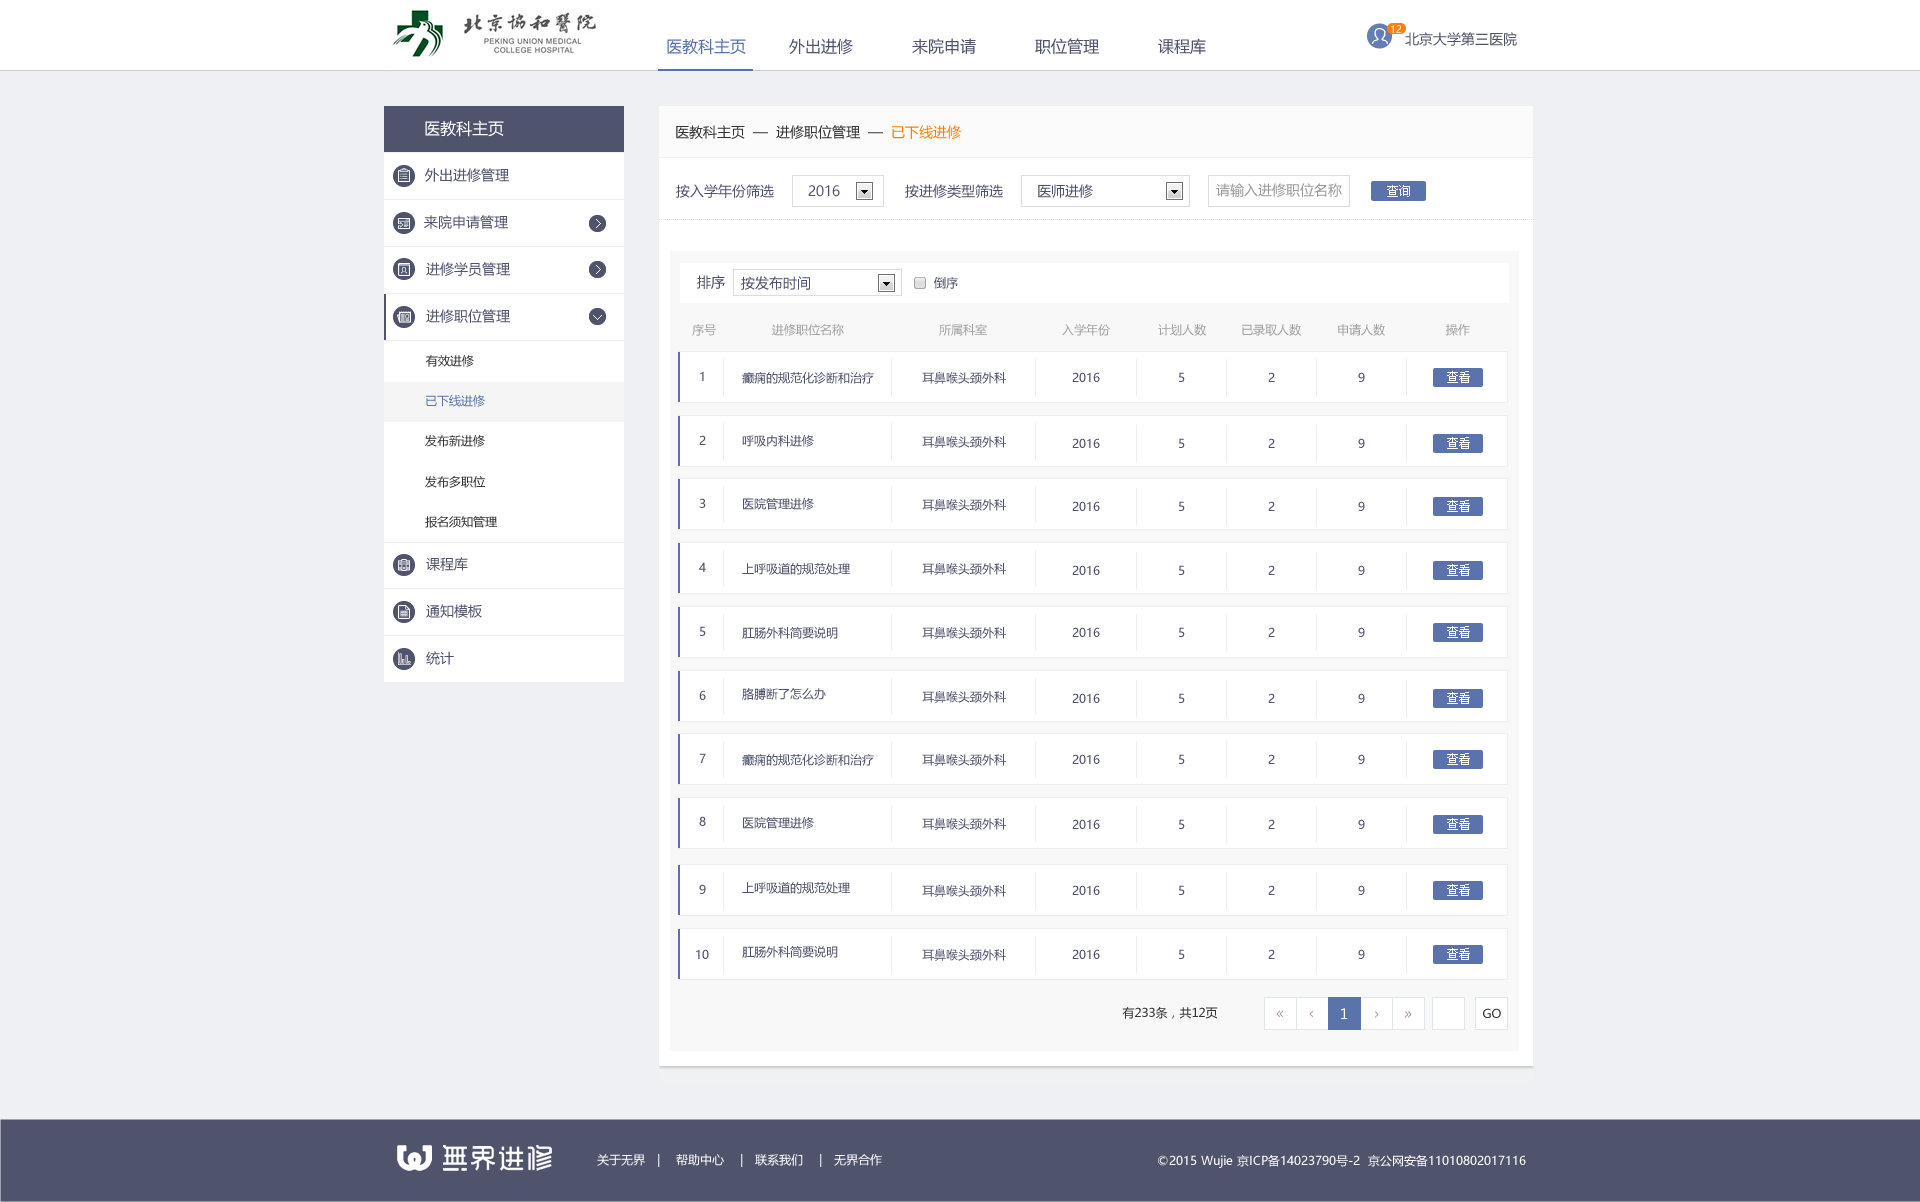 北京協和醫院
PEKING UNION MEDICAL
COLLEGE HOSPITAL
医教科主页 外出进修 来院申请 职位管理 课程库
12 北京大学第三医院
医教科主页
外出进修管理
来院申请管理
进修学员管理
进修职位管理
有效进修
已下线进修
发布新进修
发布多职位
报名须知管理
课程库
通知模板
统计
医教科主页 — 进修职位管理 — 已下线进修
按入学年份筛选 2016 按进修类型筛选 医师进修 请输入进修职位名称 查询
排序 按发布时间 倒序
序号 进修职位名称 所属科室 入学年份 计划人数 已录取人数 申请人数 操作
1 癫痫的规范化诊断和治疗 耳鼻喉头颈外科 2016 5 2 9 查看
2 呼吸内科进修 耳鼻喉头颈外科 2016 5 2 9 查看
3 医院管理进修 耳鼻喉头颈外科 2016 5 2 9 查看
4 上呼吸道的规范处理 耳鼻喉头颈外科 2016 5 2 9 查看
5 肛肠外科简要说明 耳鼻喉头颈外科 2016 5 2 9 查看
6 胳膊断了怎么办 耳鼻喉头颈外科 2016 5 2 9 查看
7 癫痫的规范化诊断和治疗 耳鼻喉头颈外科 2016 5 2 9 查看
8 医院管理进修 耳鼻喉头颈外科 2016 5 2 9 查看
9 上呼吸道的规范处理 耳鼻喉头颈外科 2016 5 2 9 查看
10 肛肠外科简要说明 耳鼻喉头颈外科 2016 5 2 9 查看
有233条，共12页 « ‹ 1 › » GO
無界进修 关于无界 | 帮助中心 | 联系我们 | 无界合作
©2015 Wujie 京ICP备14023790号-2 京公网安备11010802017116